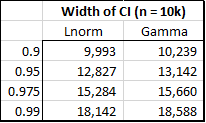 Width of CI (n = 10k)
Lnorm Gamma
0.9 9,993 10,239
0.95 12,827 13,142
0.975 15,284 15,660
0.99 18,142 18,588